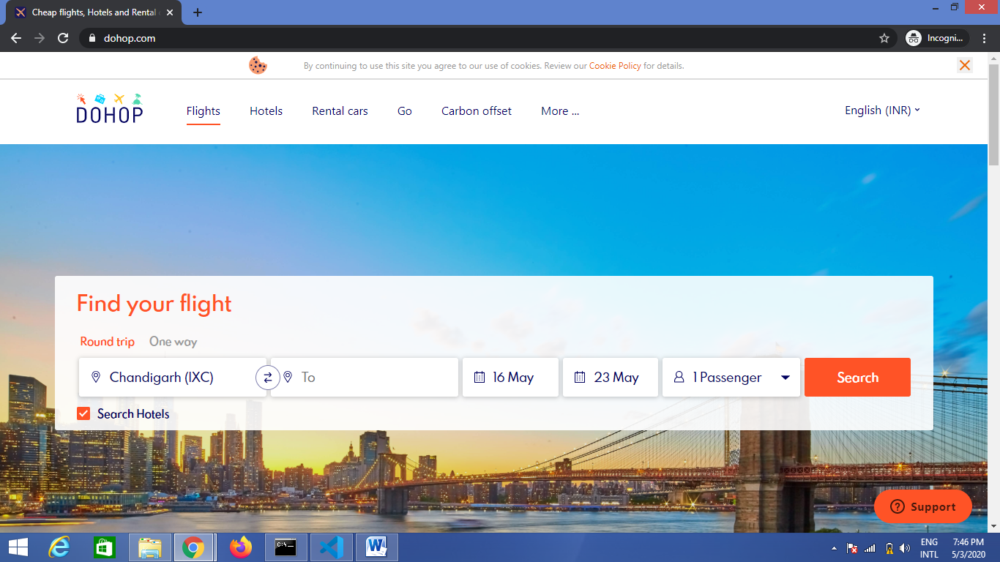 Cheap flights, Hotels and Rental
dohop.com
Incogni...
By continuing to use this site you agree to our use of cookies. Review our Cookie Policy for details.
DOHOP
Flights
Hotels
Rental cars
Go
Carbon offset
More ...
English (INR)
Find your flight
Round trip
One way
Chandigarh (IXC)
To
16 May
23 May
1 Passenger
Search
Search Hotels
Support
ENG
INTL
7:46 PM
5/3/2020